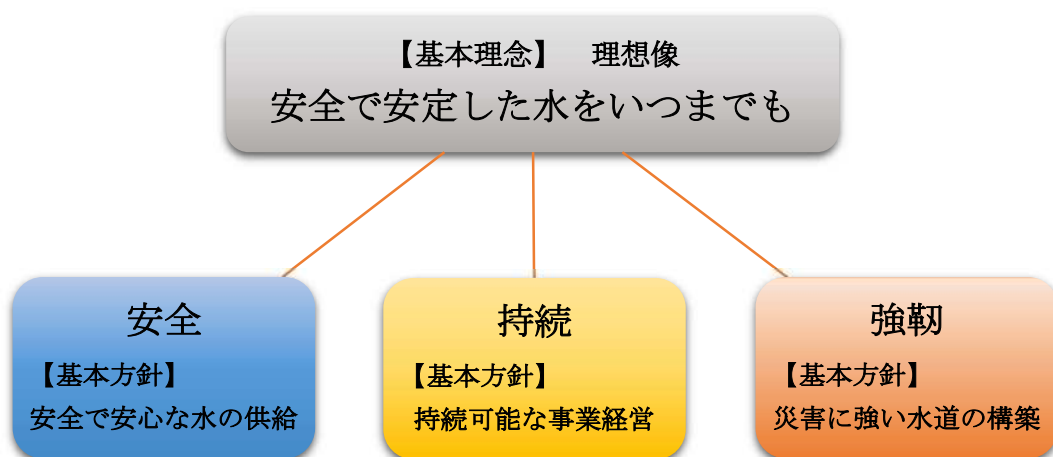 【基本理念】　理想像
安全で安定した水をいつまでも
安全
【基本方針】
安全で安心な水の供給
持続
【基本方針】
持続可能な事業経営
強靭
【基本方針】
災害に強い水道の構築